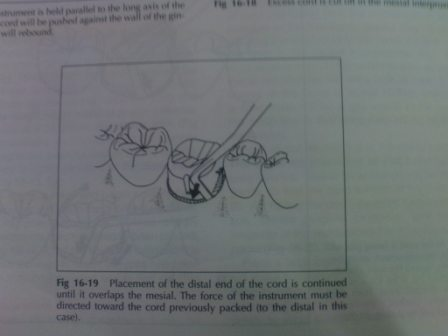 strument is held parallel to the long axis of the
cord will be pushed against the wall of the gin-
will rebound.
Fig 16-18 Excess cord is cut off in the mesial interprox
Fig 16-19 Placement of the distal end of the cord is continued
until it overlaps the mesial. The force of the instrument must be
directed toward the cord previously packed (to the distal in this
case).